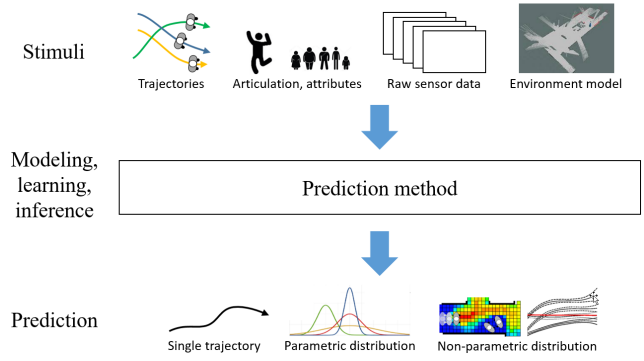 Stimuli
Trajectories
Articulation, attributes
Raw sensor data
Environment model
Modeling,
learning,
inference
Prediction method
Prediction
Single trajectory
Parametric distribution
Non-parametric distribution